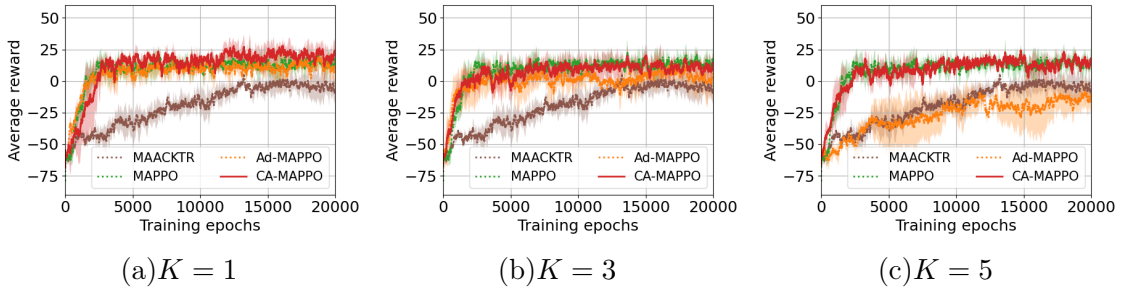 Average reward
50
25
0
−25
−50
−75
MAACKTR
MAPPO
Ad-MAPPO
CA-MAPPO
0 5000 10000 15000 20000
Training epochs
(a)K = 1
Average reward
50
25
0
−25
−50
−75
MAACKTR
MAPPO
Ad-MAPPO
CA-MAPPO
0 5000 10000 15000 20000
Training epochs
(b)K = 3
Average reward
50
25
0
−25
−50
−75
MAACKTR
MAPPO
Ad-MAPPO
CA-MAPPO
0 5000 10000 15000 20000
Training epochs
(c)K = 5